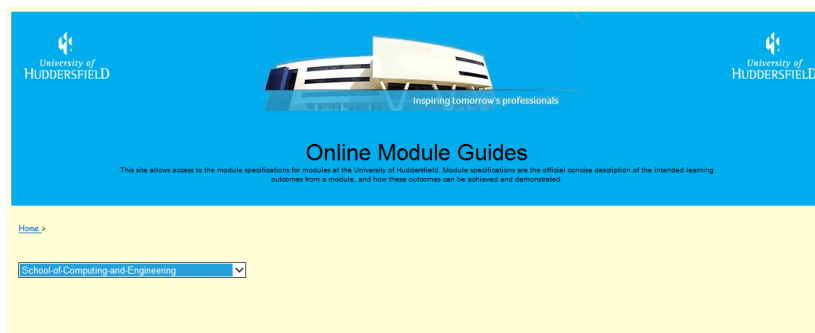 University of
HUDDERSFIELD
University of
HUDDERSFIELD
Inspiring tomorrow's professionals
Online Module Guides
This site allows access to the module specifications for modules at the University of Huddersfield. Module specifications are the official concise description of the intended learning
outcomes from a module, and how these outcomes can be achieved and demonstrated.
Home >
School-of-Computing-and-Engineering